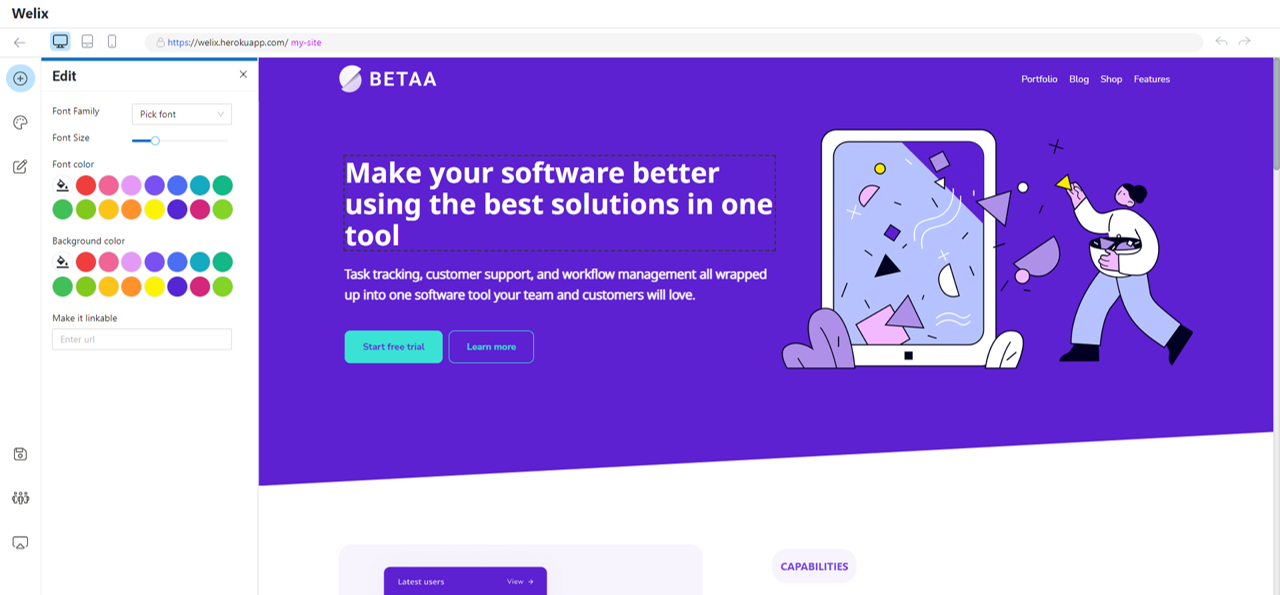 Welix
https://welix.herokuapp.com/ my-site
Edit
Font Family
Pick font
Font Size
Font color
Background color
Make it linkable
Enter url
BETAA
Portfolio Blog Shop Features
Make your software better
using the best solutions in one
tool
Task tracking, customer support, and workflow management all wrapped
up into one software tool your team and customers will love.
Start free trial
Learn more
Latest users
View →
CAPABILITIES